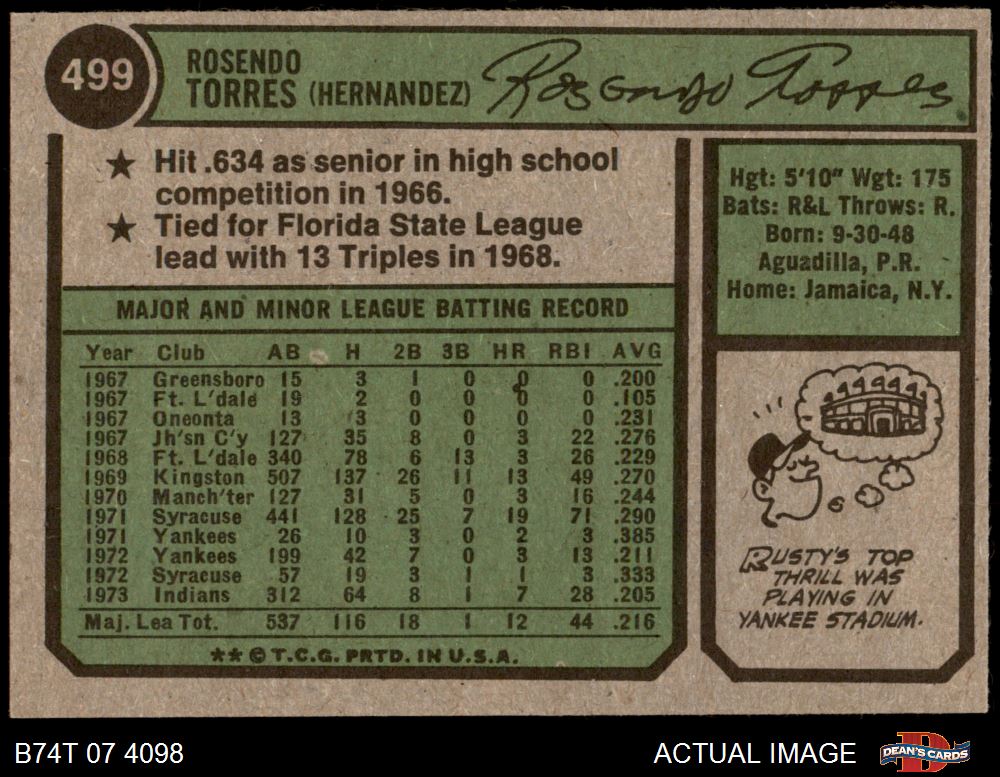 499
ROSENDO
TORRES (HERNANDEZ)
Rosendo Torres
★ Hit .634 as senior in high school
competition in 1966.
★ Tied for Florida State League
lead with 13 Triples in 1968.
MAJOR AND MINOR LEAGUE BATTING RECORD
Year Club AB H 2B 3B HR RBI AVG
1967 Greensboro 15 3 1 0 0 0 .200
1967 Ft. L'dale 19 2 0 0 0 0 .105
1967 Oneonta 13 3 0 0 0 0 .231
1967 Jh'sn C'y 127 35 8 0 3 22 .276
1968 Ft. L'dale 340 78 6 13 3 26 .229
1969 Kingston 507 137 26 11 13 49 .270
1970 Manch'ter 127 31 5 0 3 16 .244
1971 Syracuse 441 128 25 7 19 71 .290
1971 Yankees 26 10 3 0 2 3 .385
1972 Yankees 199 42 7 0 3 13 .211
1972 Syracuse 57 19 3 1 1 3 .333
1973 Indians 312 64 8 1 7 28 .205
Maj. Lea Tot. 537 116 18 1 12 44 .216
★★ © T.C.G. PRTD. IN U.S.A.
Hgt: 5'10" Wgt: 175
Bats: R&L Throws: R.
Born: 9-30-48
Aguadilla, P.R.
Home: Jamaica, N.Y.
RUSTY'S TOP
THRILL WAS
PLAYING IN
YANKEE STADIUM.
B74T 07 4098
ACTUAL IMAGE
DEAN'S CARDS